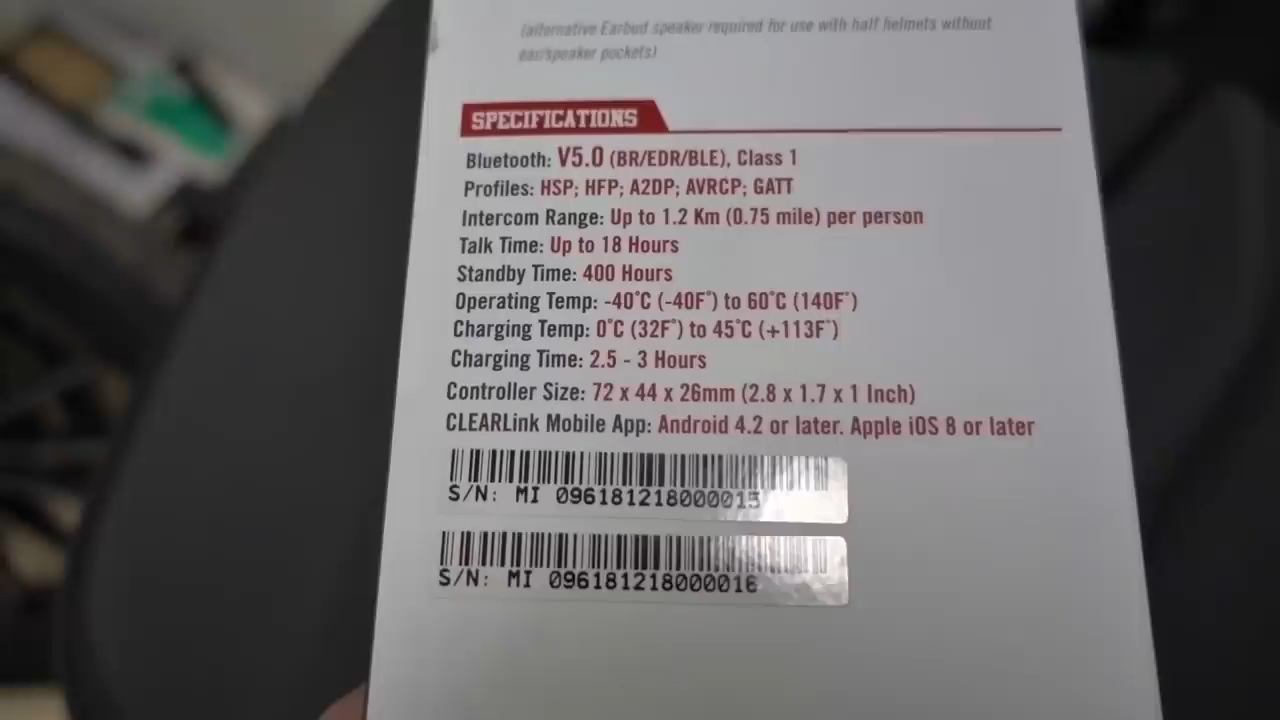 (alternative Earbud speaker required for use with half helmets without
ear/speaker pockets)
SPECIFICATIONS
Bluetooth: V5.0 (BR/EDR/BLE), Class 1
Profiles: HSP; HFP; A2DP; AVRCP; GATT
Intercom Range: Up to 1.2 Km (0.75 mile) per person
Talk Time: Up to 18 Hours
Standby Time: 400 Hours
Operating Temp: -40°C (-40F°) to 60°C (140F°)
Charging Temp: 0°C (32F°) to 45°C (+113F°)
Charging Time: 2.5 - 3 Hours
Controller Size: 72 x 44 x 26mm (2.8 x 1.7 x 1 Inch)
CLEARLink Mobile App: Android 4.2 or later. Apple iOS 8 or later
S/N: MI 096181218000015
S/N: MI 096181218000016